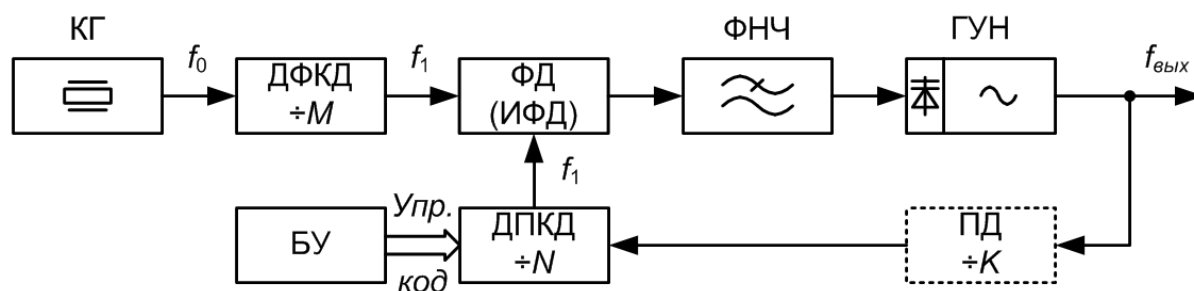 КГ
ФНЧ
ГУН
f₀
ДФКД
÷M
f₁
ФД
(ИФД)
fвых
f₁
БУ
Упр.
код
ДПКД
÷N
ПД
÷K